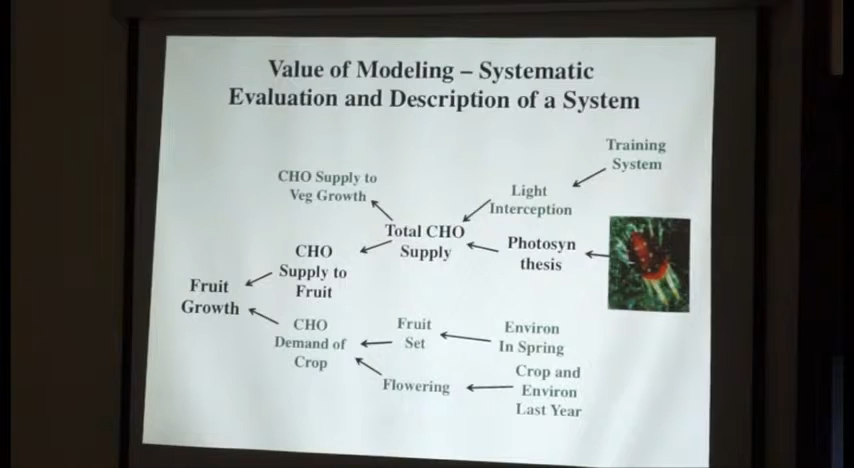 Value of Modeling – Systematic
Evaluation and Description of a System
Training
System
CHO Supply to
Veg Growth
Light
Interception
Total CHO
Supply
Photosyn
thesis
CHO
Supply to
Fruit
Fruit
Growth
CHO
Demand of
Crop
Fruit
Set
Environ
In Spring
Flowering
Crop and
Environ
Last Year